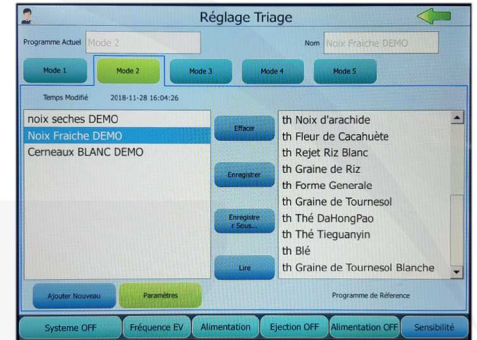 Réglage Triage
Programme Actuel Mode 2 Nom Noix Fraiche DEMO
Mode 1 Mode 2 Mode 3 Mode 4 Mode 5
Temps Modifié 2018-11-28 16:04:26
noix seches DEMO
Noix Fraiche DEMO
Cerneaux BLANC DEMO
Effacer
Enregistrer
Enregistre
r Sous...
Lire
th Noix d'arachide
th Fleur de Cacahuète
th Rejet Riz Blanc
th Graine de Riz
th Forme Generale
th Graine de Tournesol
th Thé DaHongPao
th Thé Tieguanyin
th Blé
th Graine de Tournesol Blanche
Ajouter Nouveau Paramètres Programme de Réference
Systeme OFF Fréquence EV Alimentation Ejection OFF Alimentation OFF Sensibilité